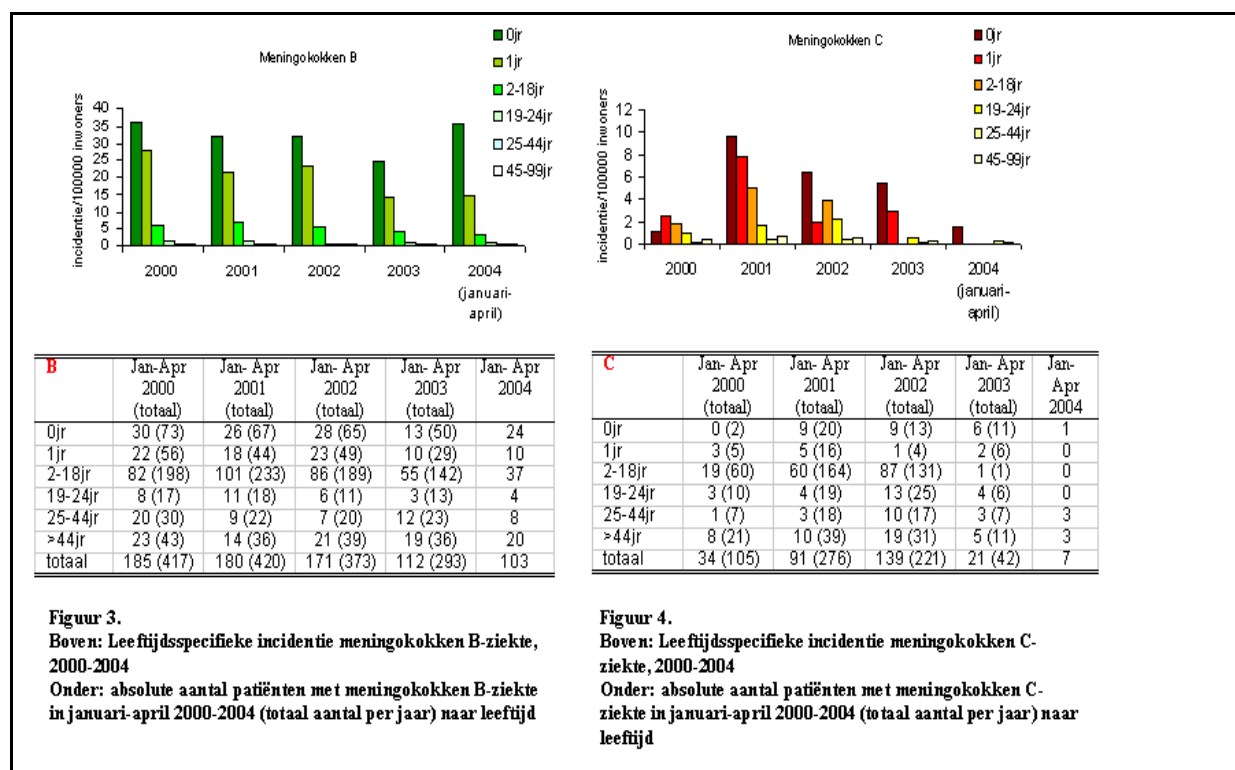 Meningokokken B
0jr
1jr
2-18jr
19-24jr
25-44jr
45-99jr
incidentie/100000 inwoners
40
35
30
25
20
15
10
5
0
2000 2001 2002 2003 2004
(januari-
april)
Meningokokken C
0jr
1jr
2-18jr
19-24jr
25-44jr
45-99jr
incidentie/100000 inwoners
12
10
8
6
4
2
0
2000 2001 2002 2003 2004
(januari-
april)
B Jan-Apr Jan- Apr Jan- Apr Jan- Apr Jan- Apr
2000 2001 2002 2003 2004
(totaal) (totaal) (totaal) (totaal)
0jr 30 (73) 26 (67) 28 (65) 13 (50) 24
1jr 22 (56) 18 (44) 23 (49) 10 (29) 10
2-18jr 82 (198) 101 (233) 86 (189) 55 (142) 37
19-24jr 8 (17) 11 (18) 6 (11) 3 (13) 4
25-44jr 20 (30) 9 (22) 7 (20) 12 (23) 8
>44jr 23 (43) 14 (36) 21 (39) 19 (36) 20
totaal 185 (417) 180 (420) 171 (373) 112 (293) 103
C Jan- Apr Jan- Apr Jan- Apr Jan- Apr Jan-
2000 2001 2002 2003 Apr
(totaal) (totaal) (totaal) (totaal) 2004
0jr 0 (2) 9 (20) 9 (13) 6 (11) 1
1jr 3 (5) 5 (16) 1 (4) 2 (6) 0
2-18jr 19 (60) 60 (164) 87 (131) 1 (1) 0
19-24jr 3 (10) 4 (19) 13 (25) 4 (6) 0
25-44jr 1 (7) 3 (18) 10 (17) 3 (7) 3
>44jr 8 (21) 10 (39) 19 (31) 5 (11) 3
totaal 34 (105) 91 (276) 139 (221) 21 (42) 7
Figuur 3.
Boven: Leeftijdsspecifieke incidentie meningokokken B-ziekte,
2000-2004
Onder: absolute aantal patiënten met meningokokken B-ziekte
in januari-april 2000-2004 (totaal aantal per jaar) naar leeftijd
Figuur 4.
Boven: Leeftijdsspecifieke incidentie meningokokken C-
ziekte, 2000-2004
Onder: absolute aantal patiënten met meningokokken C-
ziekte in januari-april 2000-2004 (totaal aantal per jaar) naar
leeftijd